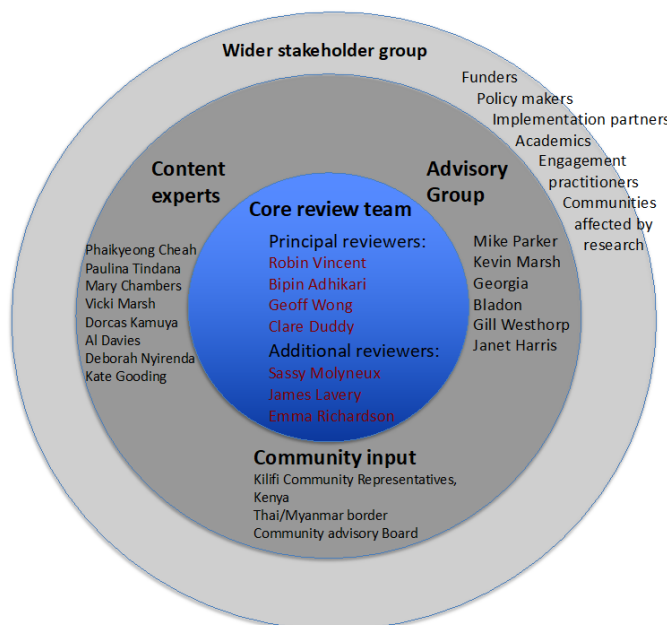 Wider stakeholder group
Funders
Policy makers
Implementation partners
Academics
Engagement
practitioners
Communities
affected by
research
Content
experts
Phaikyeong Cheah
Paulina Tindana
Mary Chambers
Vicki Marsh
Dorcas Kamuya
Al Davies
Deborah Nyirenda
Kate Gooding
Core review team
Principal reviewers:
Robin Vincent
Bipin Adhikari
Geoff Wong
Clare Duddy
Additional reviewers:
Sassy Molyneux
James Lavery
Emma Richardson
Advisory
Group
Mike Parker
Kevin Marsh
Georgia
Bladon
Gill Westhorp
Janet Harris
Community input
Kilifi Community Representatives,
Kenya
Thai/Myanmar border
Community advisory Board